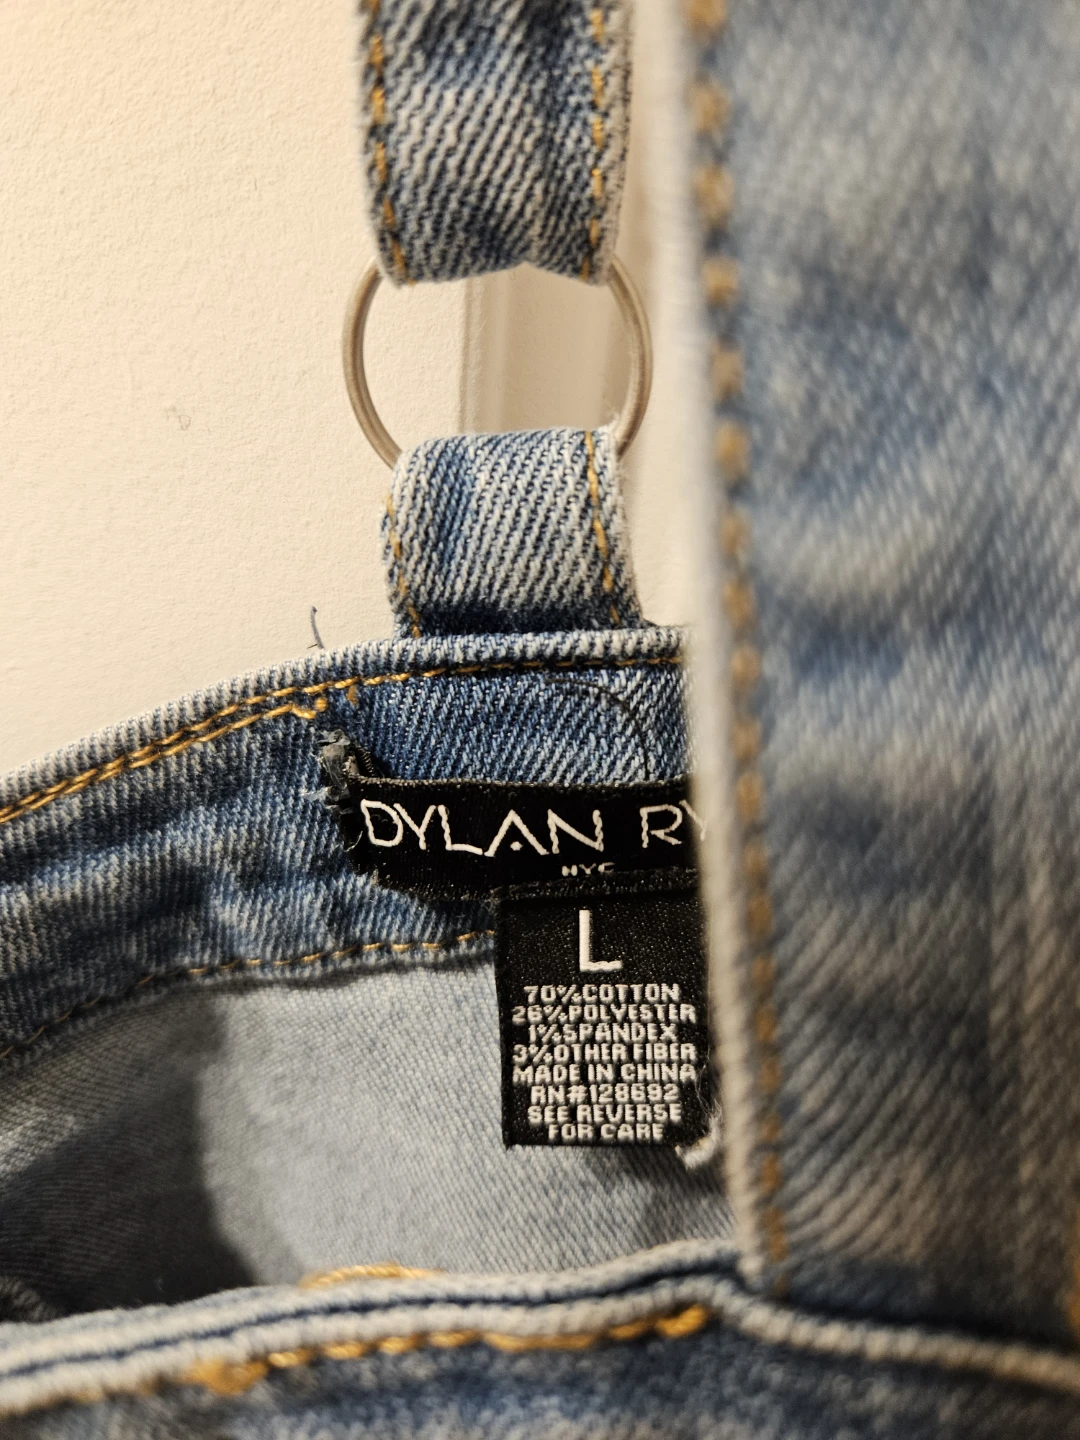 DYLAN RY
NYC
L
70%COTTON
26%POLYESTER
1%SPANDEX
3%OTHER FIBER
MADE IN CHINA
RN#128692
SEE REVERSE
FOR CARE